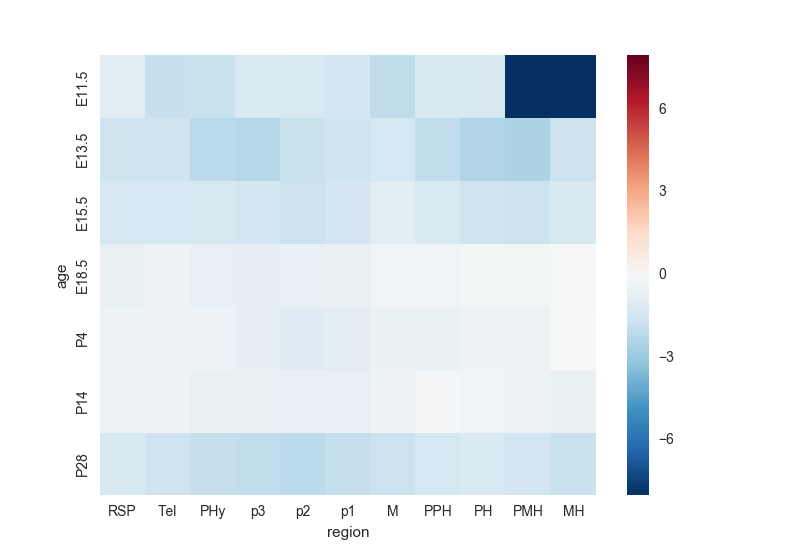 age
E11.5
E13.5
E15.5
E18.5
P4
P14
P28
RSP Tel PHy p3 p2 p1 M PPH PH PMH MH
region
6
3
0
−3
−6